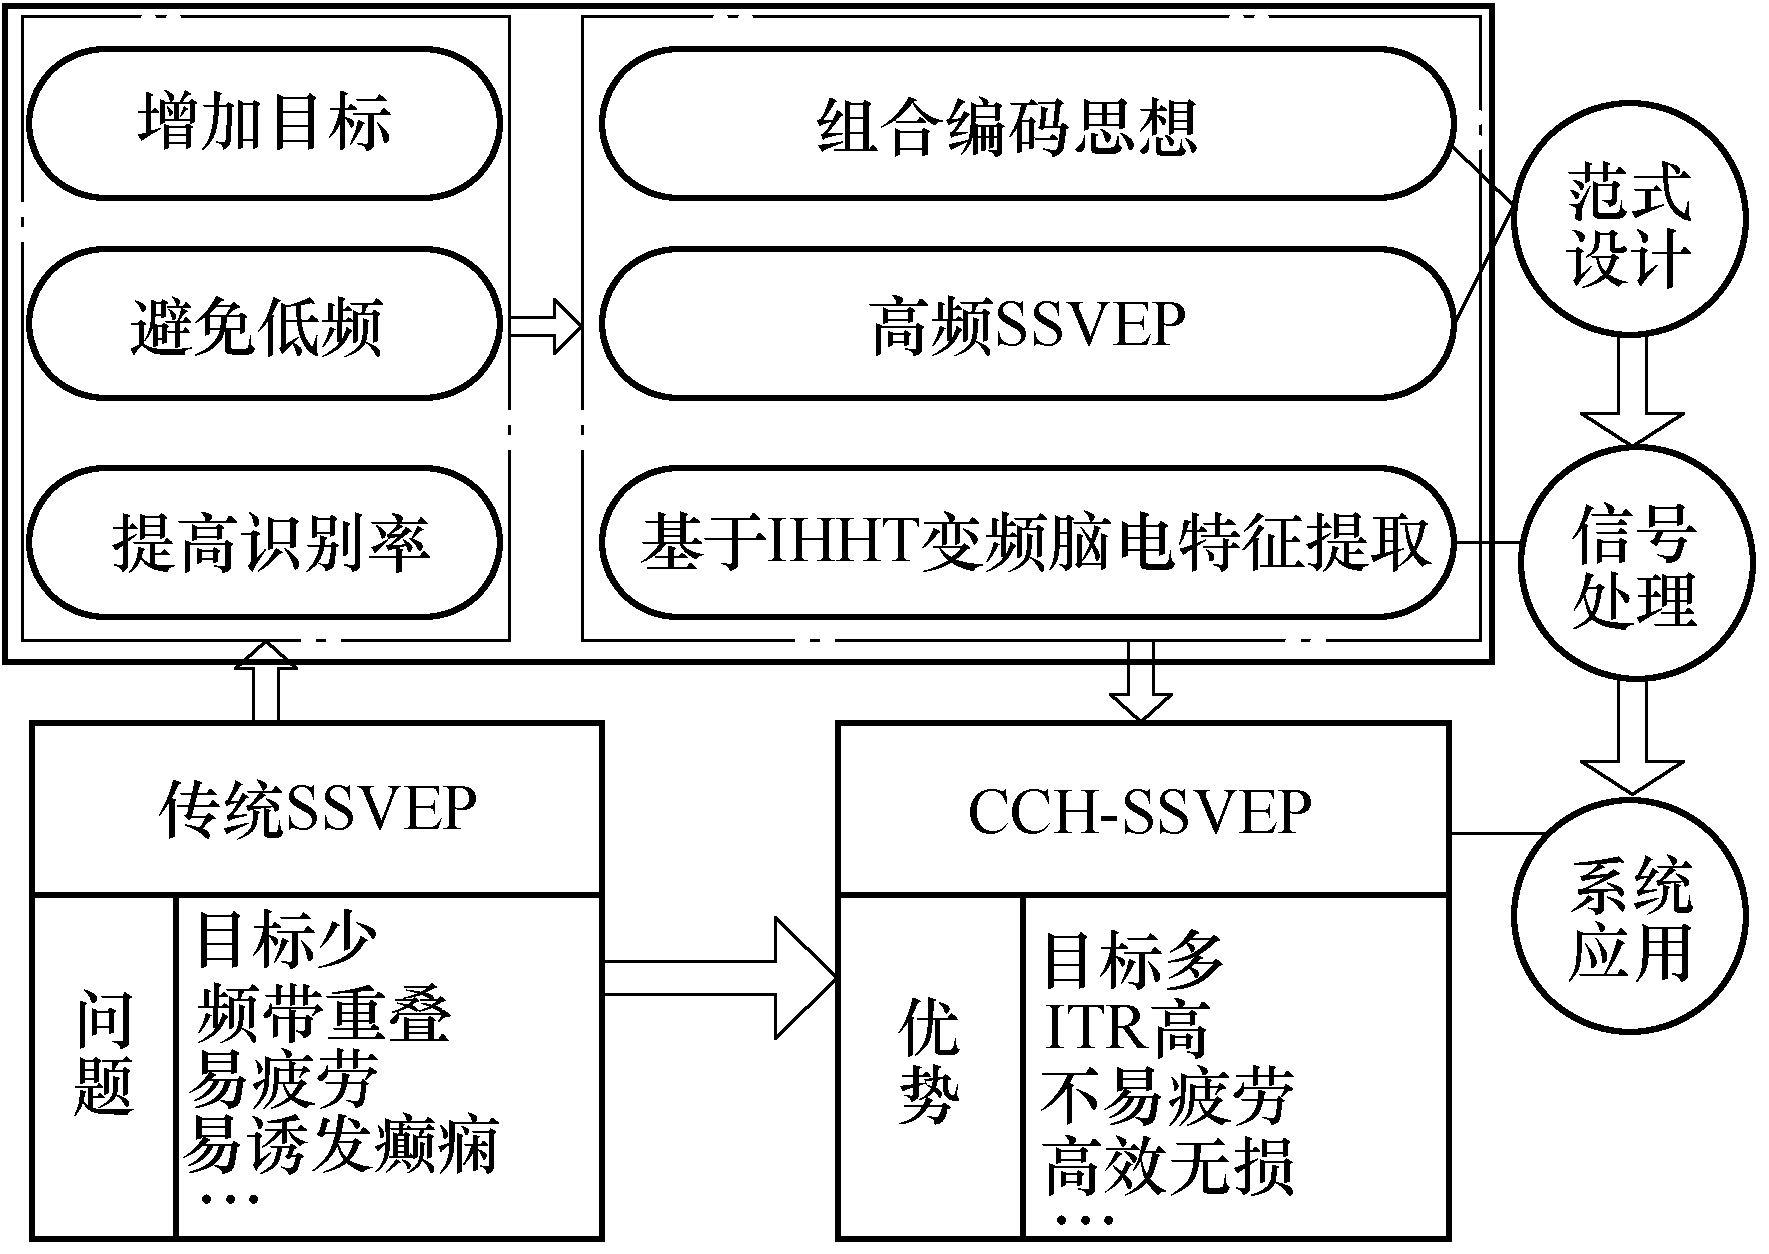 增加目标
避免低频
提高识别率
组合编码思想
高频SSVEP
基于IHHT变频脑电特征提取
范式
设计
信号
处理
系统
应用
传统SSVEP
问
题
目标少
频带重叠
易疲劳
易诱发癫痫
…
CCH-SSVEP
优
势
目标多
ITR高
不易疲劳
高效无损
…